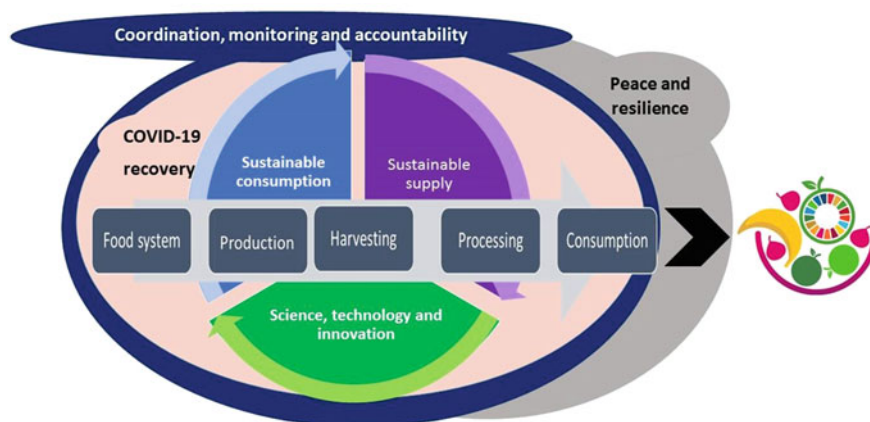 Coordination, monitoring and accountability
Peace and
resilience
COVID-19
recovery
Sustainable
consumption
Sustainable
supply
Food system
Production
Harvesting
Processing
Consumption
Science, technology and
innovation